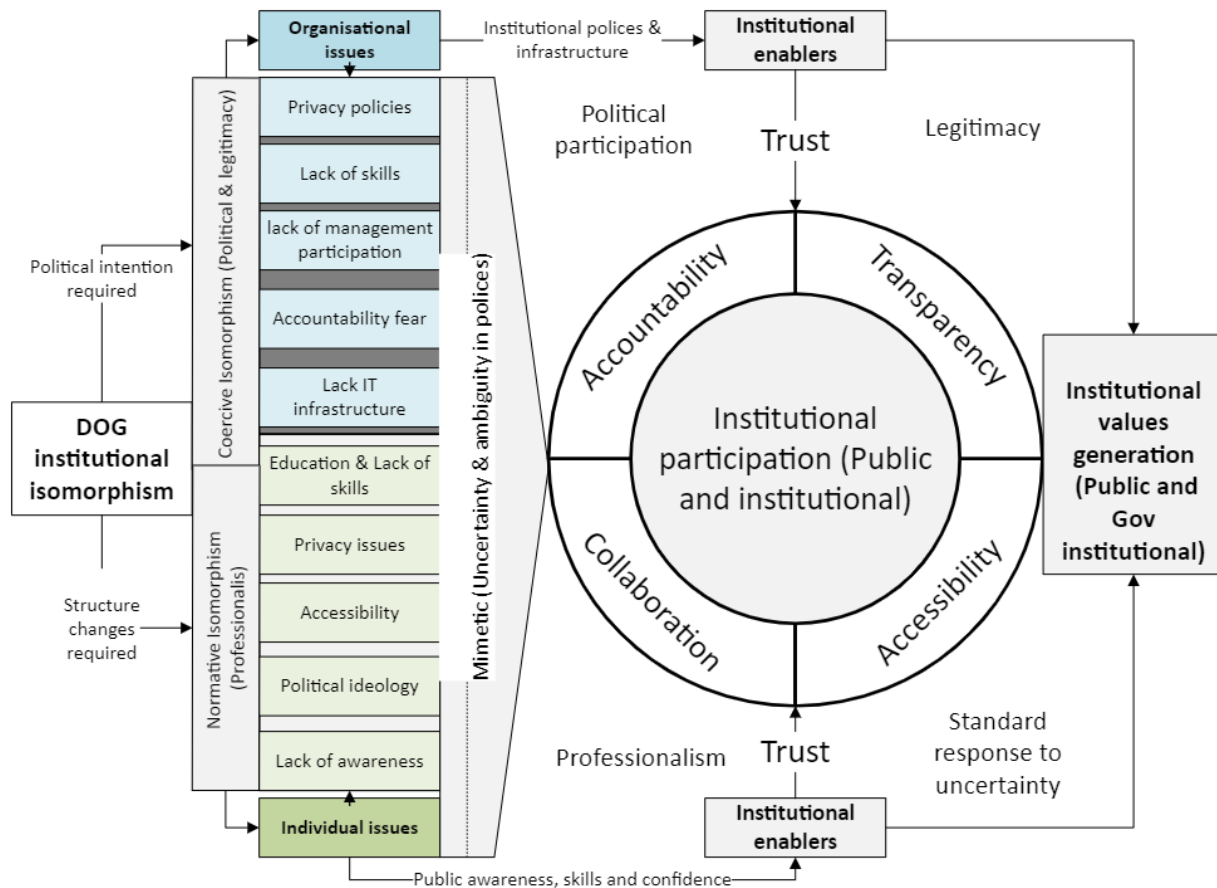 Organisational
issues
Institutional polices &
infrastructure
Institutional
enablers
Privacy policies
Lack of skills
lack of management
participation
Accountability fear
Lack IT
infrastructure
Education & Lack of
skills
Privacy issues
Accessibility
Political ideology
Lack of awareness
Individual issues
Coercive Isomorphism (Political & legitimacy)
Normative Isomorphism
(Professionalis)
Political intention
required
DOG
institutional
isomorphism
Structure
changes
required
Mimetic (Uncertainty & ambiguity in polices)
Political
participation
Trust
Legitimacy
Accountability
Transparency
Institutional
participation (Public
and institutional)
Collaboration
Accessibility
Institutional
values
generation
(Public and
Gov
institutional)
Professionalism
Trust
Standard
response to
uncertainty
Institutional
enablers
Public awareness, skills and confidence